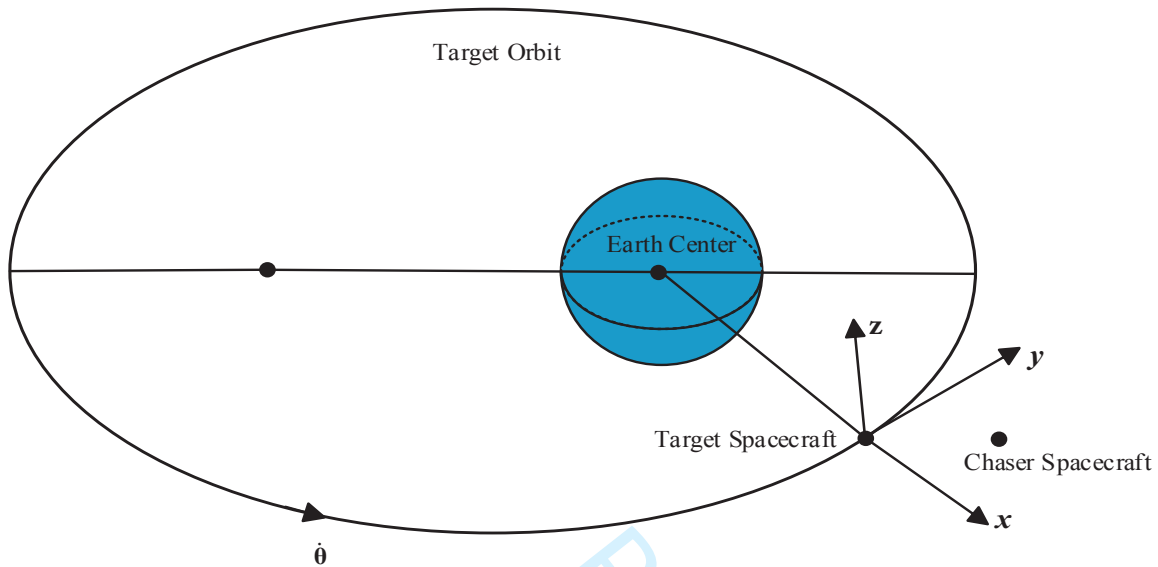 Target Orbit
Earth Center
z
y
Target Spacecraft
Chaser Spacecraft
x
θ̇